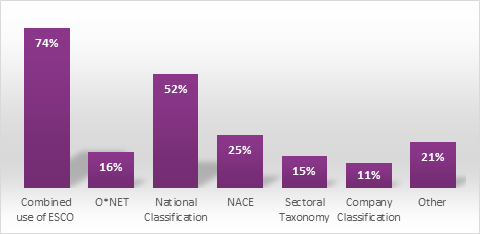 74%
16%
52%
25%
15%
11%
21%
Combined
use of ESCO
O*NET
National
Classification
NACE
Sectoral
Taxonomy
Company
Classification
Other